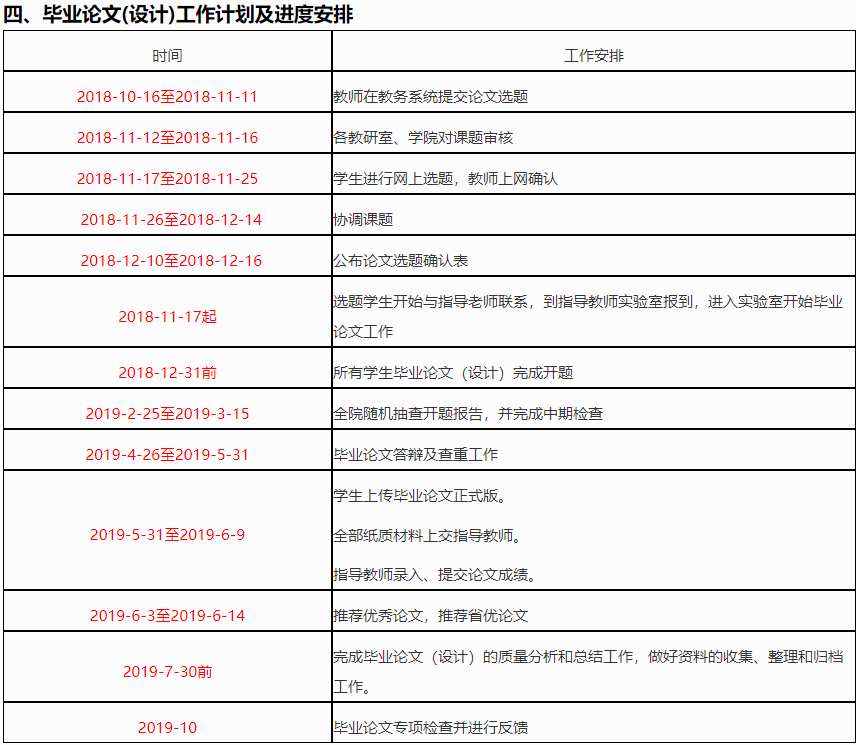 四、毕业论文(设计)工作计划及进度安排
时间 工作安排
2018-10-16至2018-11-11 教师在教务系统提交论文选题
2018-11-12至2018-11-16 各教研室、学院对课题审核
2018-11-17至2018-11-25 学生进行网上选题，教师上网确认
2018-11-26至2018-12-14 协调课题
2018-12-10至2018-12-16 公布论文选题确认表
2018-11-17起 选题学生开始与指导老师联系，到指导教师实验室报到，进入实验室开始毕业
论文工作
2018-12-31前 所有学生毕业论文（设计）完成开题
2019-2-25至2019-3-15 全院随机抽查开题报告，并完成中期检查
2019-4-26至2019-5-31 毕业论文答辩及查重工作
学生上传毕业论文正式版。
2019-5-31至2019-6-9 全部纸质材料上交指导教师。
指导教师录入、提交论文成绩。
2019-6-3至2019-6-14 推荐优秀论文，推荐省优论文
2019-7-30前 完成毕业论文（设计）的质量分析和总结工作，做好资料的收集、整理和归档
工作。
2019-10 毕业论文专项检查并进行反馈